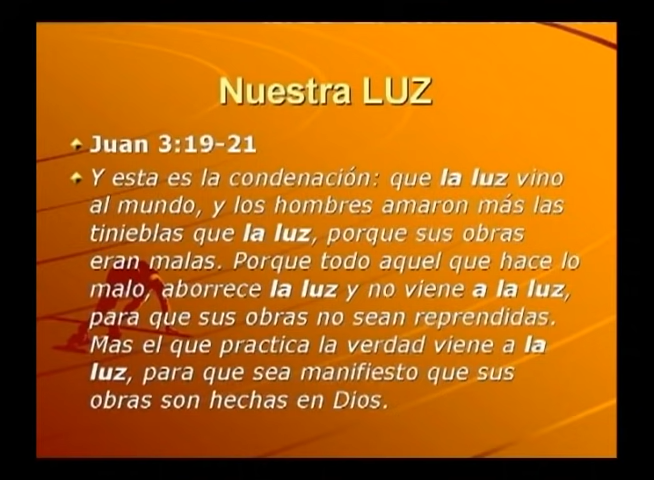 Nuestra LUZ
Juan 3:19-21
Y esta es la condenación: que la luz vino
al mundo, y los hombres amaron más las
tinieblas que la luz, porque sus obras
eran malas. Porque todo aquel que hace lo
malo, aborrece la luz y no viene a la luz,
para que sus obras no sean reprendidas.
Mas el que practica la verdad viene a la
luz, para que sea manifiesto que sus
obras son hechas en Dios.